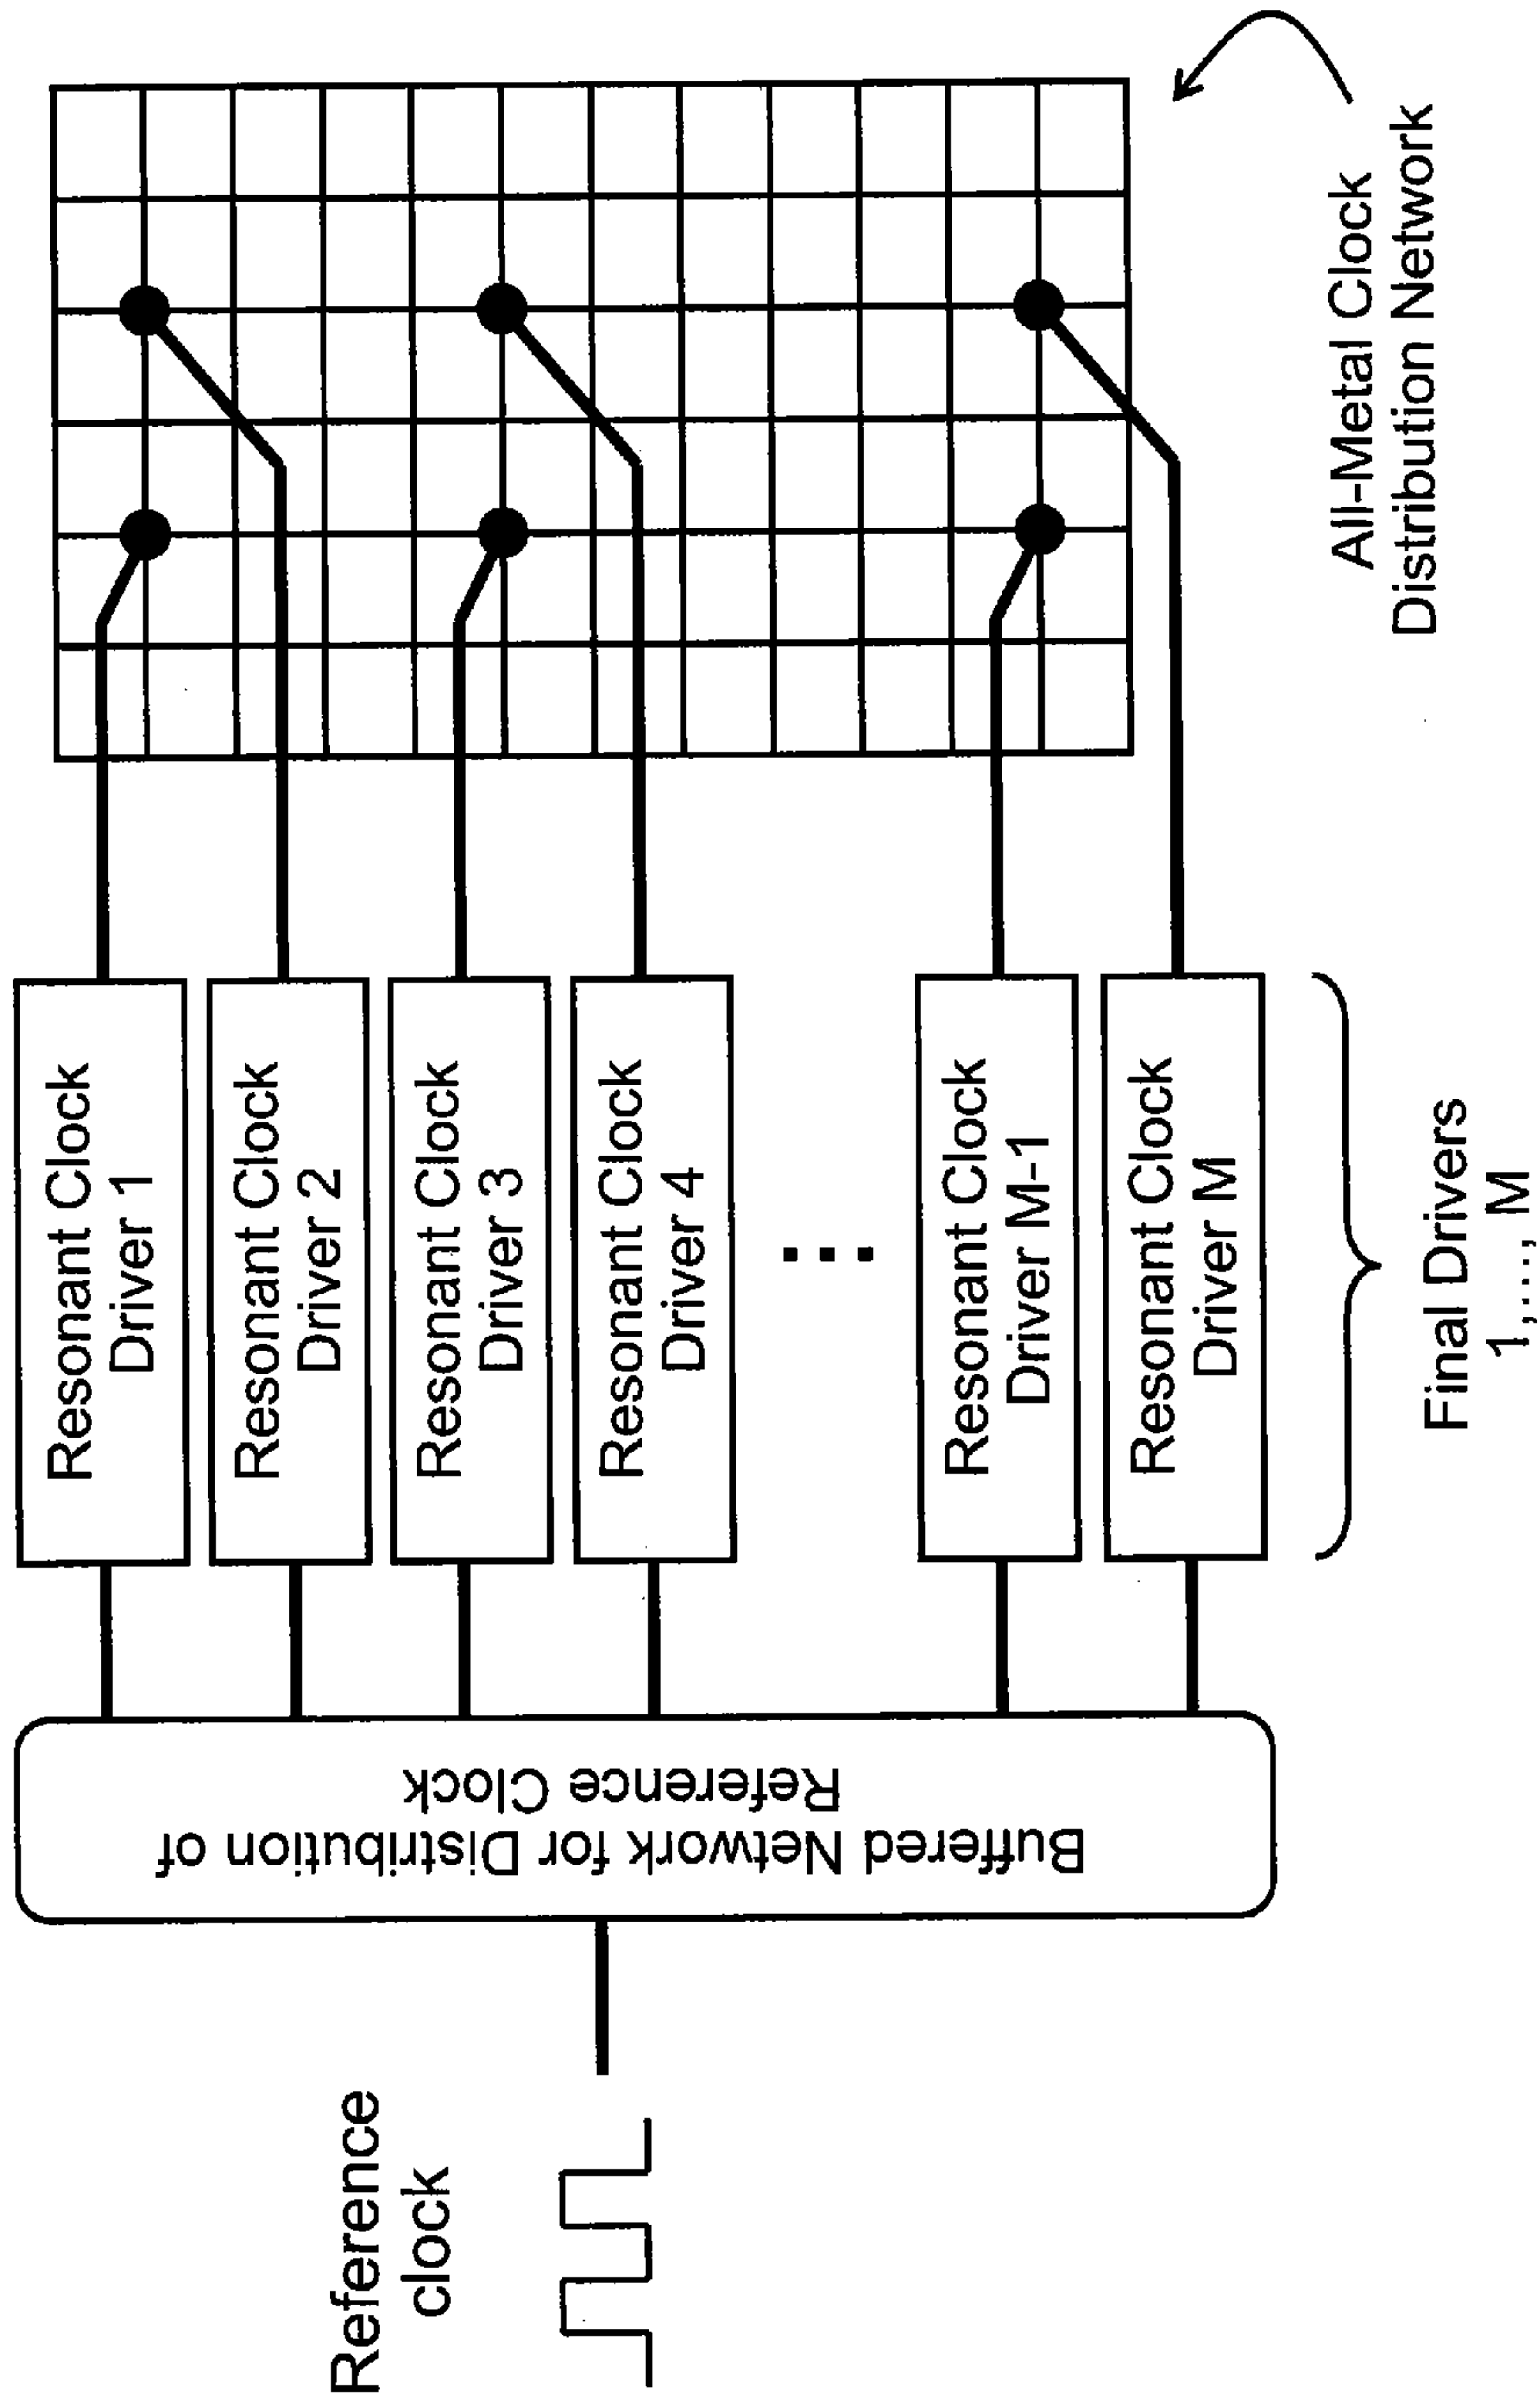 Reference
clock
Buffered Network for Distribution of
Reference Clock
Resonant Clock
Driver 1
Resonant Clock
Driver 2
Resonant Clock
Driver 3
Resonant Clock
Driver 4
Resonant Clock
Driver M-1
Resonant Clock
Driver M
Final Drivers
1,..., M
All-Metal Clock
Distribution Network